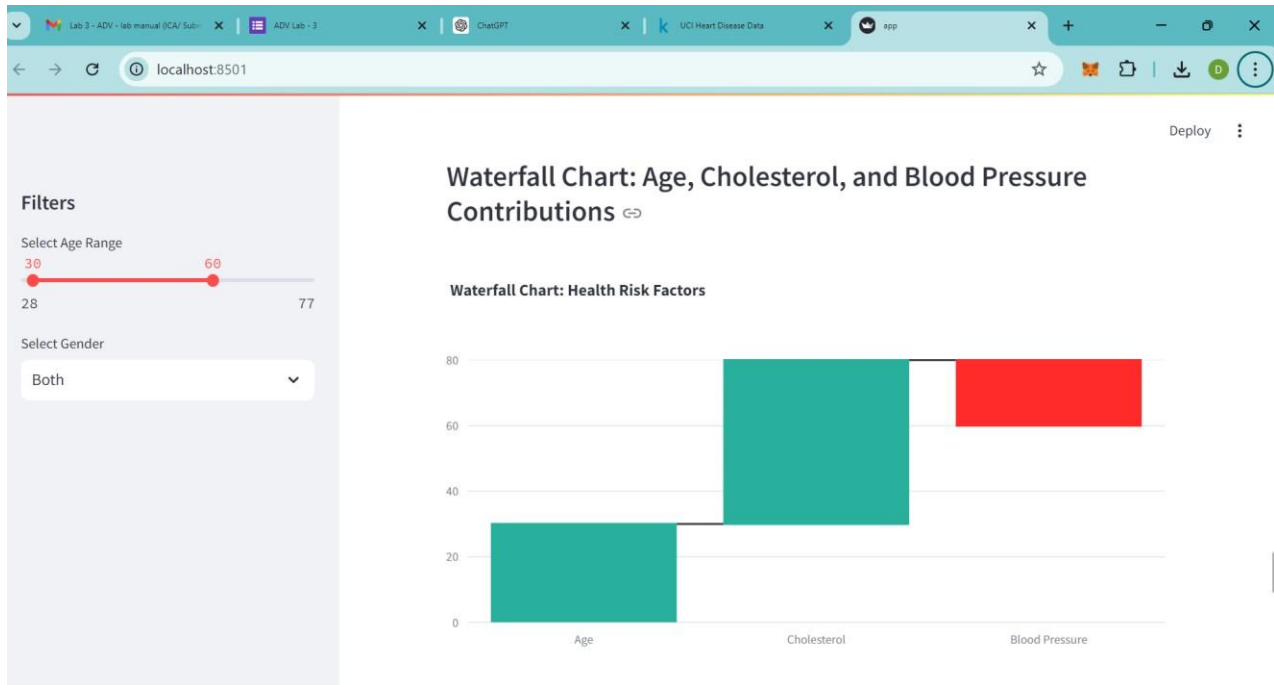 Lab 3 - ADV - lab manual (ICA/ Sub
ADV Lab - 3
ChatGPT
UCI Heart Disease Data
app
localhost:8501
D
Deploy
Waterfall Chart: Age, Cholesterol, and Blood Pressure
Contributions
Filters
Select Age Range
30 60
28 77
Select Gender
Both
Waterfall Chart: Health Risk Factors
80
60
40
20
0
Age Cholesterol Blood Pressure